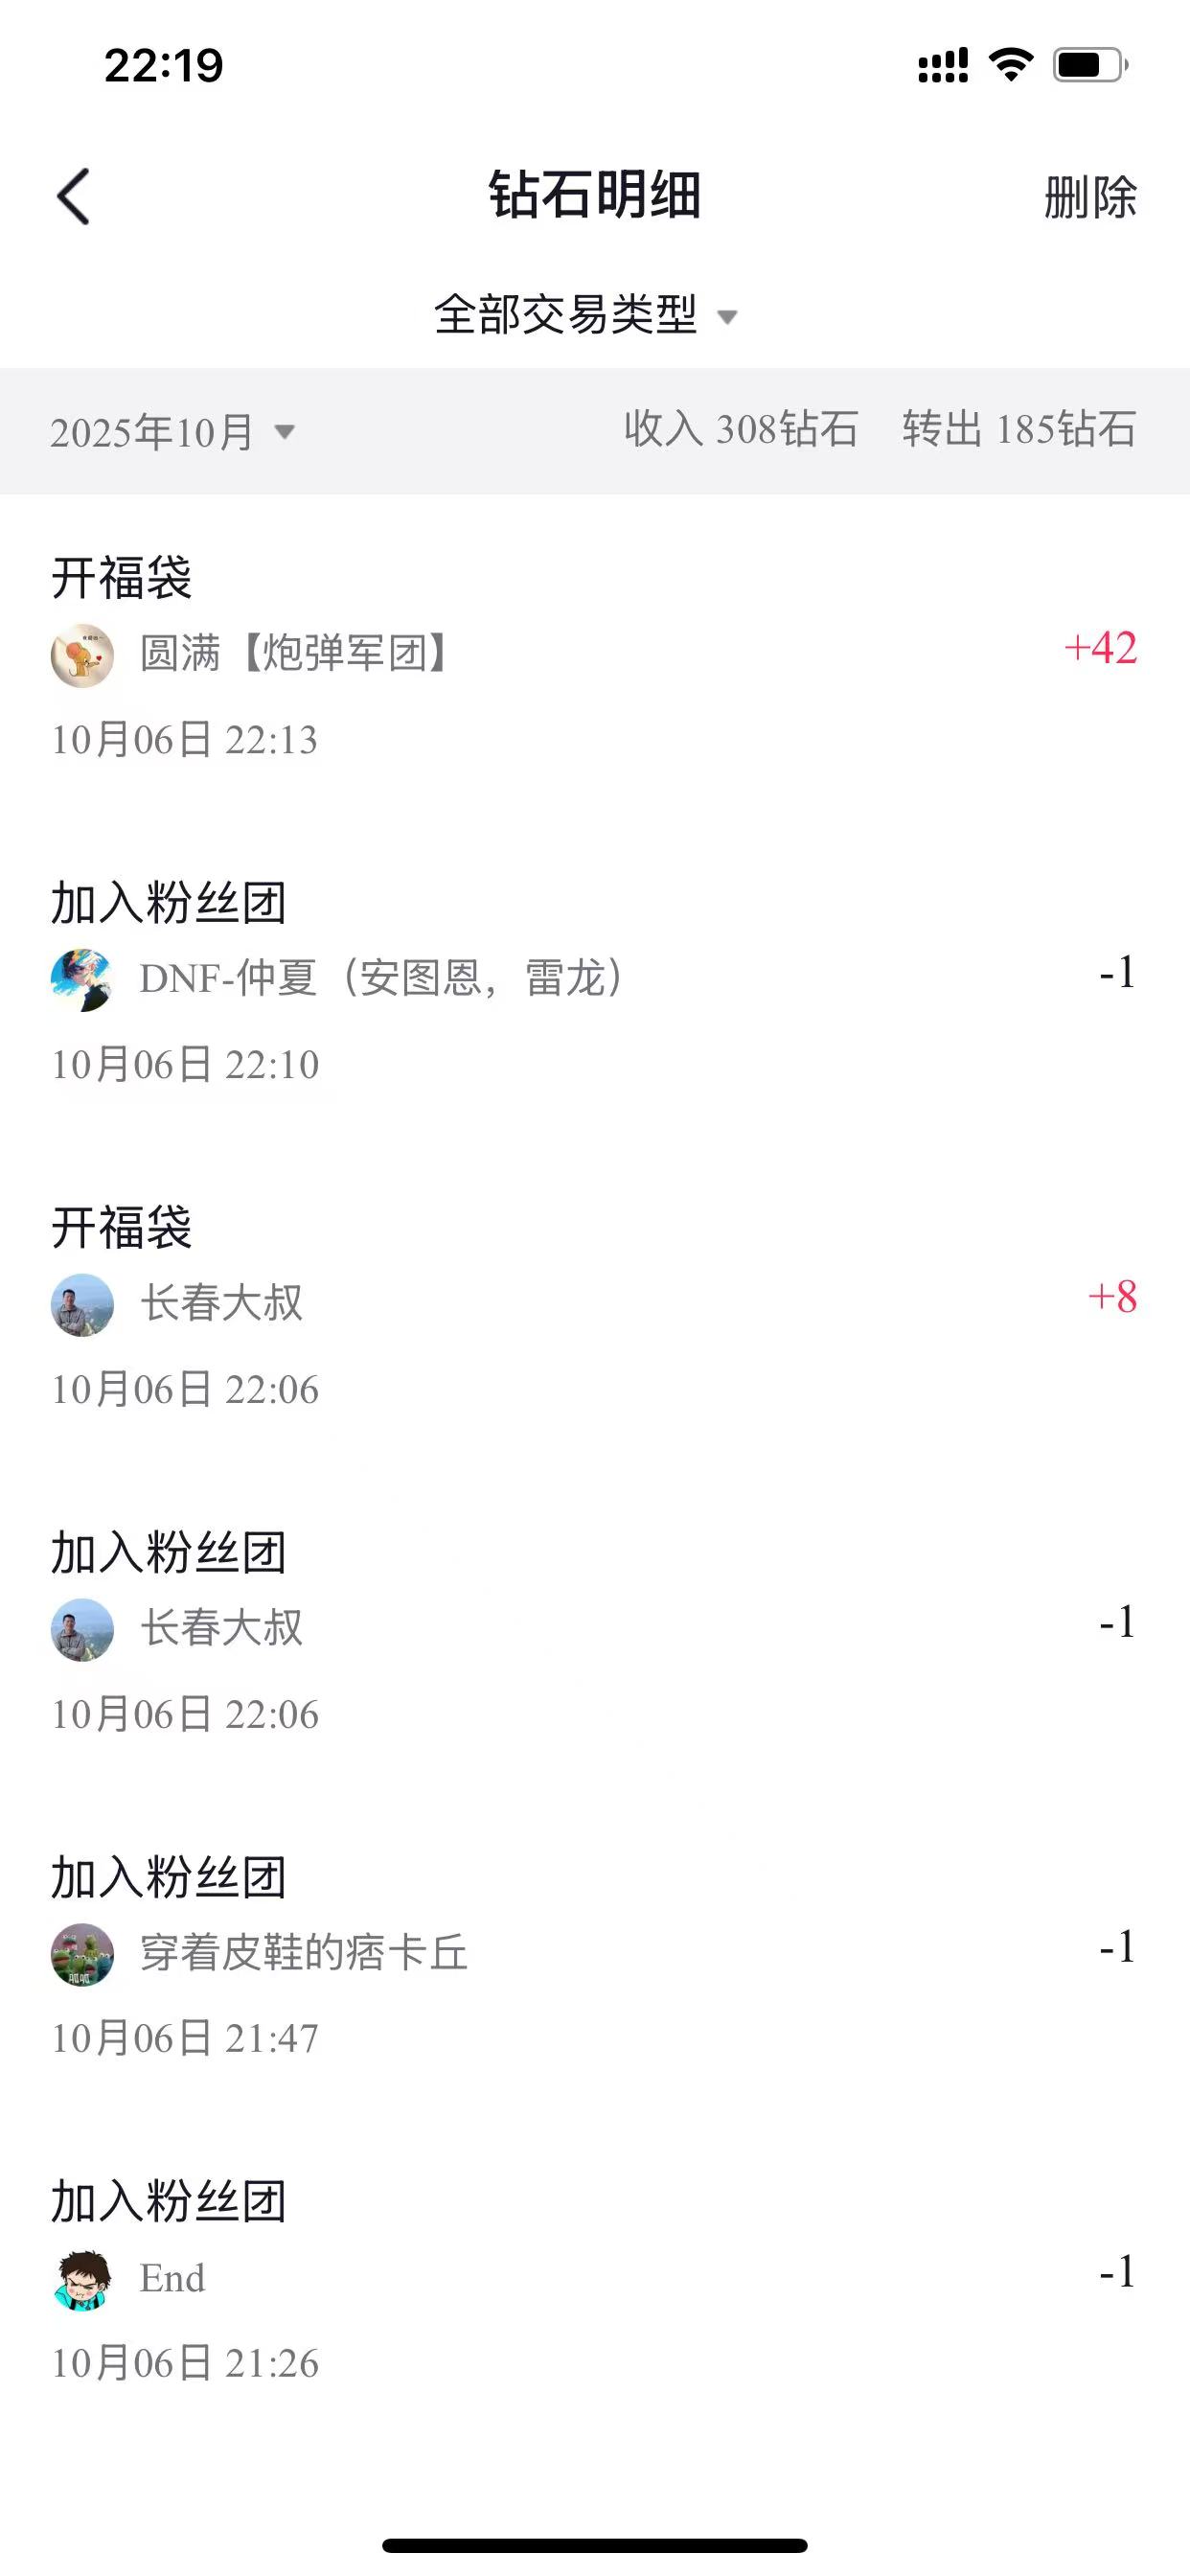 22:19
钻石明细
删除
全部交易类型
2025年10月 收入 308钻石 转出 185钻石
开福袋
圆满【炮弹军团】 +42
10月06日 22:13
加入粉丝团
DNF-仲夏（安图恩，雷龙） -1
10月06日 22:10
开福袋
长春大叔 +8
10月06日 22:06
加入粉丝团
长春大叔 -1
10月06日 22:06
加入粉丝团
穿着皮鞋的痞卡丘 -1
10月06日 21:47
加入粉丝团
End -1
10月06日 21:26